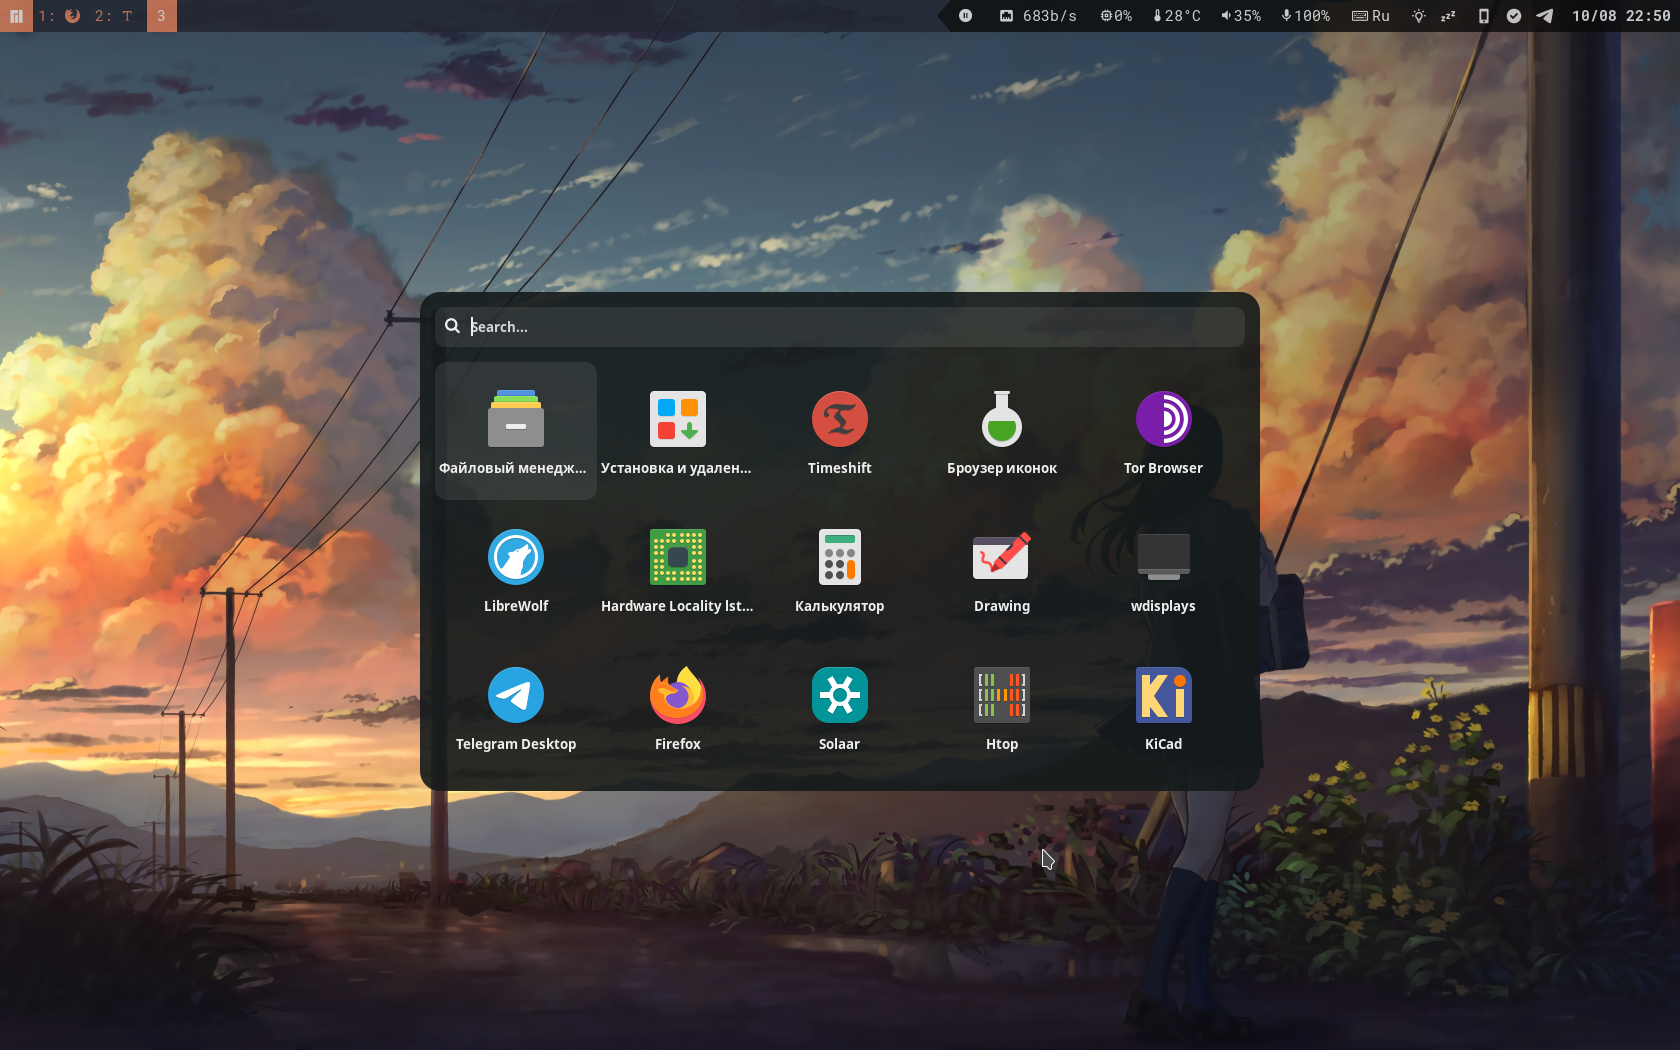 1: 2: T 3 683b/s 0% 28°C 35% 100% Ru zzz 10/08 22:50
Search...
Файловый менедж... Установка и удален... Timeshift Броузер иконок Tor Browser
LibreWolf Hardware Locality lst... Калькулятор Drawing wdisplays
Telegram Desktop Firefox Solaar Htop KiCad